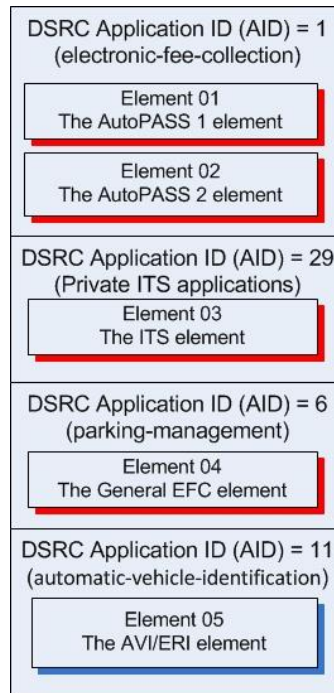 DSRC Application ID (AID) = 1
(electronic-fee-collection)
Element 01
The AutoPASS 1 element
Element 02
The AutoPASS 2 element
DSRC Application ID (AID) = 29
(Private ITS applications)
Element 03
The ITS element
DSRC Application ID (AID) = 6
(parking-management)
Element 04
The General EFC element
DSRC Application ID (AID) = 11
(automatic-vehicle-identification)
Element 05
The AVI/ERI element